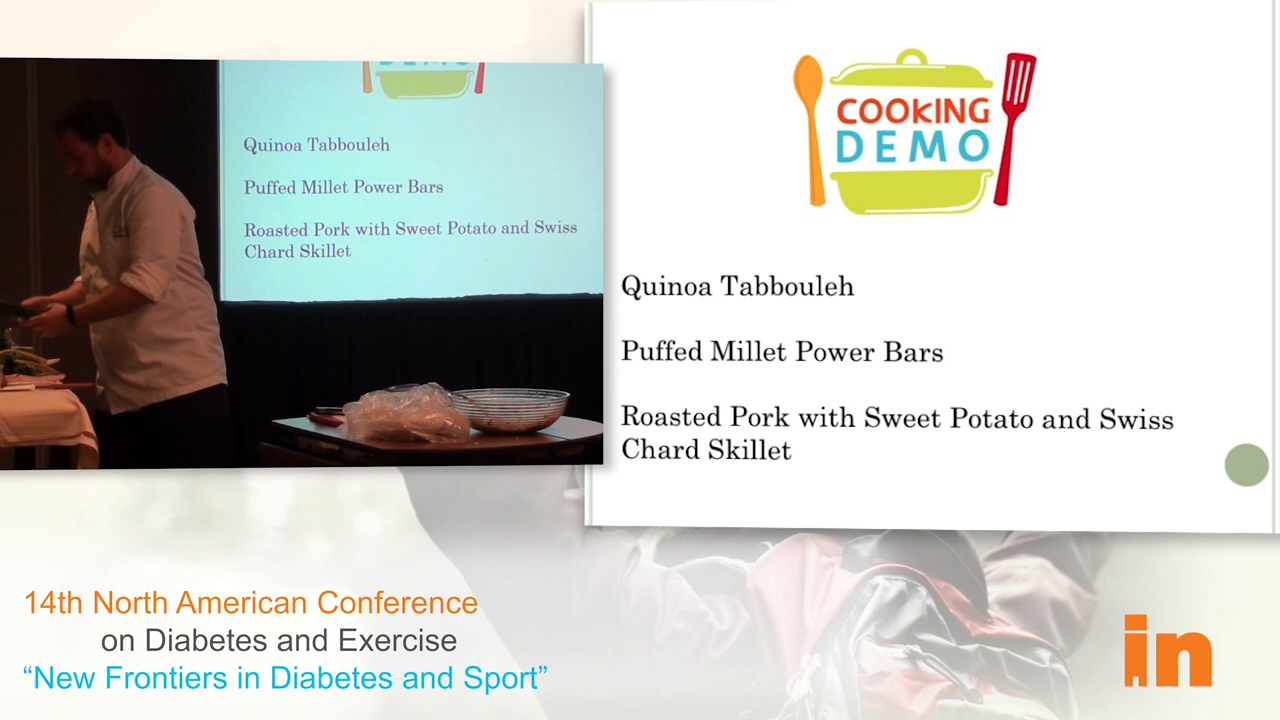 DEMO
Quinoa Tabbouleh
Puffed Millet Power Bars
Roasted Pork with Sweet Potato and Swiss
Chard Skillet
COOKING
DEMO
Quinoa Tabbouleh
Puffed Millet Power Bars
Roasted Pork with Sweet Potato and Swiss
Chard Skillet
14th North American Conference
on Diabetes and Exercise
“New Frontiers in Diabetes and Sport”
in